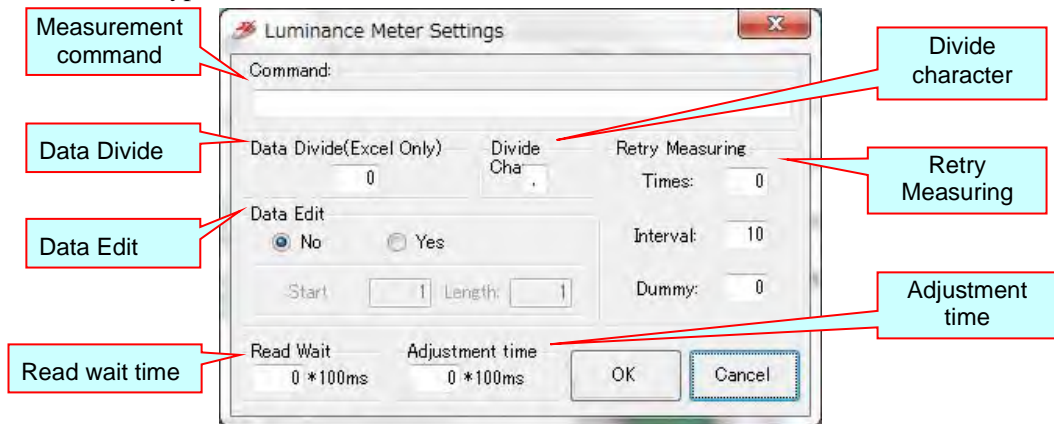 Measurement
command
Luminance Meter Settings
Divide
character
Command:
Data Divide
Data Divide(Excel Only)
0
Divide
Cha
,
Retry Measuring
Times: 0
Retry
Measuring
Data Edit
Data Edit
No Yes
Interval: 10
Start 1 Length: 1
Dummy: 0
Adjustment
time
Read wait time
Read Wait
0 *100ms
Adjustment time
0 *100ms
OK
Cancel